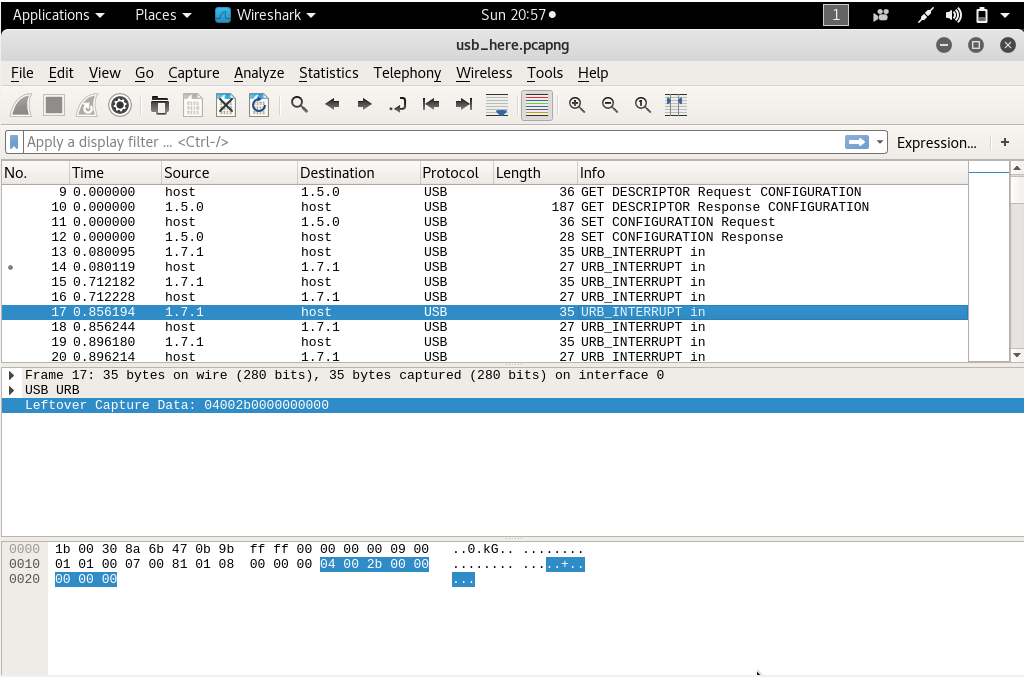 Applications Places Wireshark Sun 20:57 1
usb_here.pcapng
File Edit View Go Capture Analyze Statistics Telephony Wireless Tools Help
Apply a display filter ... <Ctrl-/> Expression... +
No. Time Source Destination Protocol Length Info
9 0.000000 host 1.5.0 USB 36 GET DESCRIPTOR Request CONFIGURATION
10 0.000000 1.5.0 host USB 187 GET DESCRIPTOR Response CONFIGURATION
11 0.000000 host 1.5.0 USB 36 SET CONFIGURATION Request
12 0.000000 1.5.0 host USB 28 SET CONFIGURATION Response
13 0.080095 1.7.1 host USB 35 URB_INTERRUPT in
14 0.080119 host 1.7.1 USB 27 URB_INTERRUPT in
15 0.712182 1.7.1 host USB 35 URB_INTERRUPT in
16 0.712228 host 1.7.1 USB 27 URB_INTERRUPT in
17 0.856194 1.7.1 host USB 35 URB_INTERRUPT in
18 0.856244 host 1.7.1 USB 27 URB_INTERRUPT in
19 0.896180 1.7.1 host USB 35 URB_INTERRUPT in
20 0.896214 host 1.7.1 USB 27 URB INTERRUPT in
Frame 17: 35 bytes on wire (280 bits), 35 bytes captured (280 bits) on interface 0
USB URB
Leftover Capture Data: 04002b0000000000
0000 1b 00 30 8a 6b 47 0b 9b ff ff 00 00 00 00 09 00 ..0.kG.. ........
0010 01 01 00 07 00 81 01 08 00 00 00 04 00 2b 00 00 ........ .....+..
0020 00 00 00 ...